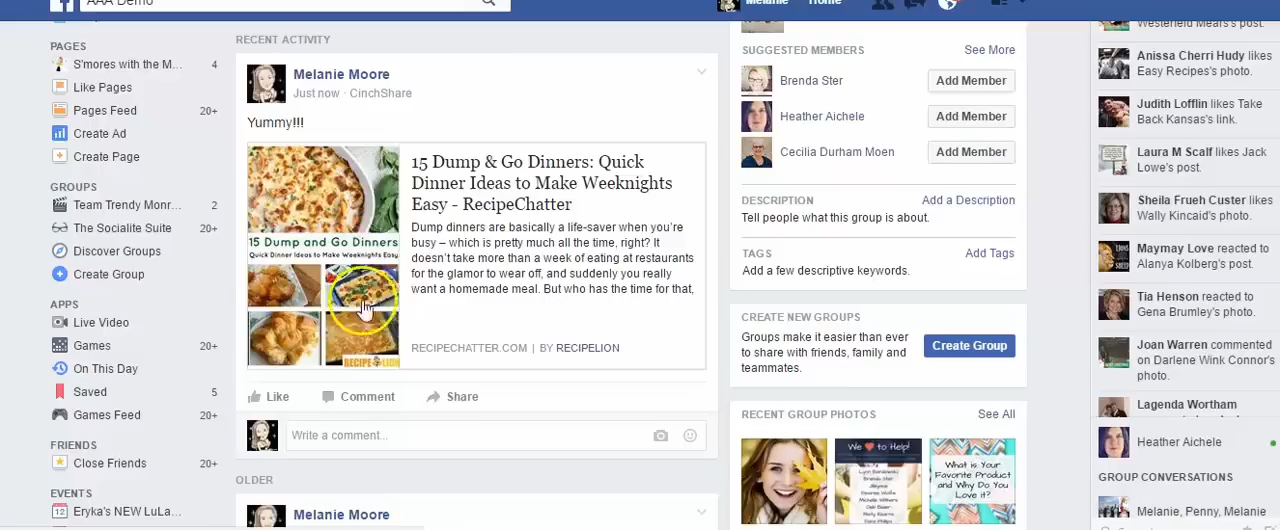 AAA Demo
Melanie
Home
PAGES
S'mores with the M...
4
Like Pages
Pages Feed
20+
Create Ad
Create Page
GROUPS
Team Trendy Monr...
2
The Socialite Suite
Discover Groups
Create Group
APPS
Live Video
Games
20+
On This Day
Saved
5
Games Feed
20+
FRIENDS
Close Friends
20+
EVENTS
Eryka's NEW LuLa...
12
RECENT ACTIVITY
Melanie Moore
Just now · CinchShare
Yummy!!!
15 Dump and Go Dinners
Quick Dinner Ideas to Make Weeknights Easy
RECIPE LION
15 Dump & Go Dinners: Quick
Dinner Ideas to Make Weeknights
Easy - RecipeChatter
Dump dinners are basically a life-saver when you're
busy – which is pretty much all the time, right? It
doesn't take more than a week of eating at restaurants
for the glamor to wear off, and suddenly you really
want a homemade meal. But who has the time for that,
RECIPECHATTER.COM | BY RECIPELION
Like
Comment
Share
Write a comment...
OLDER
Melanie Moore
SUGGESTED MEMBERS
See More
Brenda Ster
Add Member
Heather Aichele
Add Member
Cecilia Durham Moen
Add Member
DESCRIPTION
Add a Description
Tell people what this group is about.
TAGS
Add Tags
Add a few descriptive keywords.
CREATE NEW GROUPS
Groups make it easier than ever
to share with friends, family and
teammates.
Create Group
RECENT GROUP PHOTOS
See All
We ♥ to Help!
What is Your
Favorite Product
and Why Do You
Love it?
Westerfield Mears's post.
Anissa Cherri Hudy likes
Easy Recipes's photo.
Judith Lofflin likes Take
Back Kansas's link.
Laura M Scalf likes Jack
Lowe's post.
Sheila Frueh Custer likes
Wally Kincaid's photo.
Maymay Love reacted to
Alanya Kolberg's post.
Tia Henson reacted to
Gena Brumley's photo.
Joan Warren commented
on Darlene Wink Connor's
photo.
Lagenda Wortham
Heather Aichele
GROUP CONVERSATIONS
Melanie, Penny, Melanie